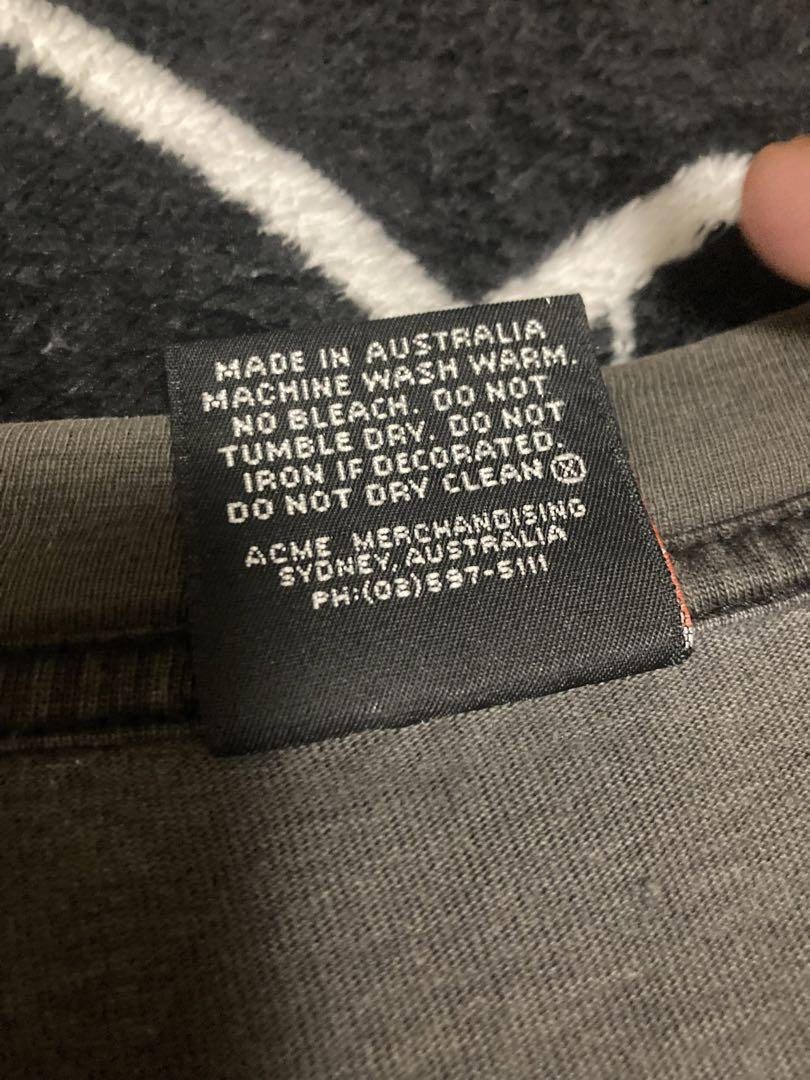 MADE IN AUSTRALIA
MACHINE WASH WARM.
NO BLEACH. DO NOT
TUMBLE DRY. DO NOT
IRON IF DECORATED.
DO NOT DRY CLEAN Ⓧ
ACME MERCHANDISING
SYDNEY, AUSTRALIA
PH:(02)597-5111